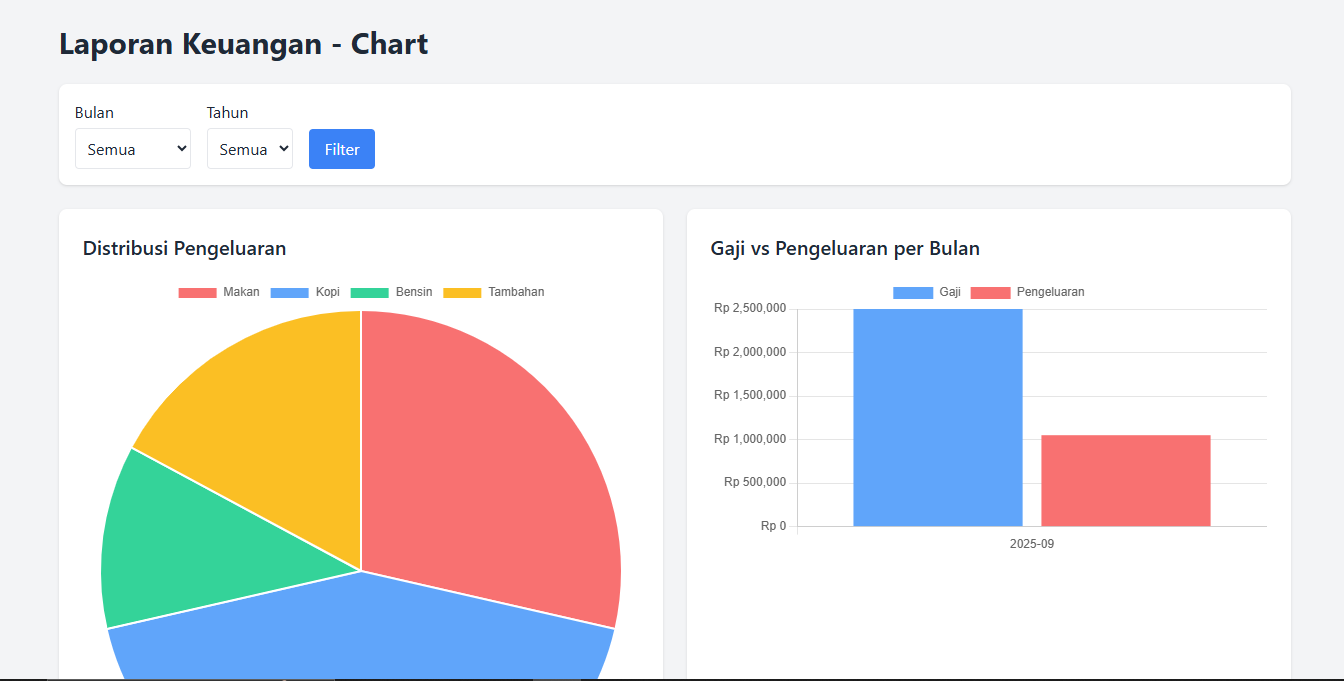 Laporan Keuangan - Chart
Bulan Tahun
Semua Semua Filter
Distribusi Pengeluaran
Makan Kopi Bensin Tambahan
Gaji vs Pengeluaran per Bulan
Gaji Pengeluaran
Rp 2,500,000
Rp 2,000,000
Rp 1,500,000
Rp 1,000,000
Rp 500,000
Rp 0
2025-09